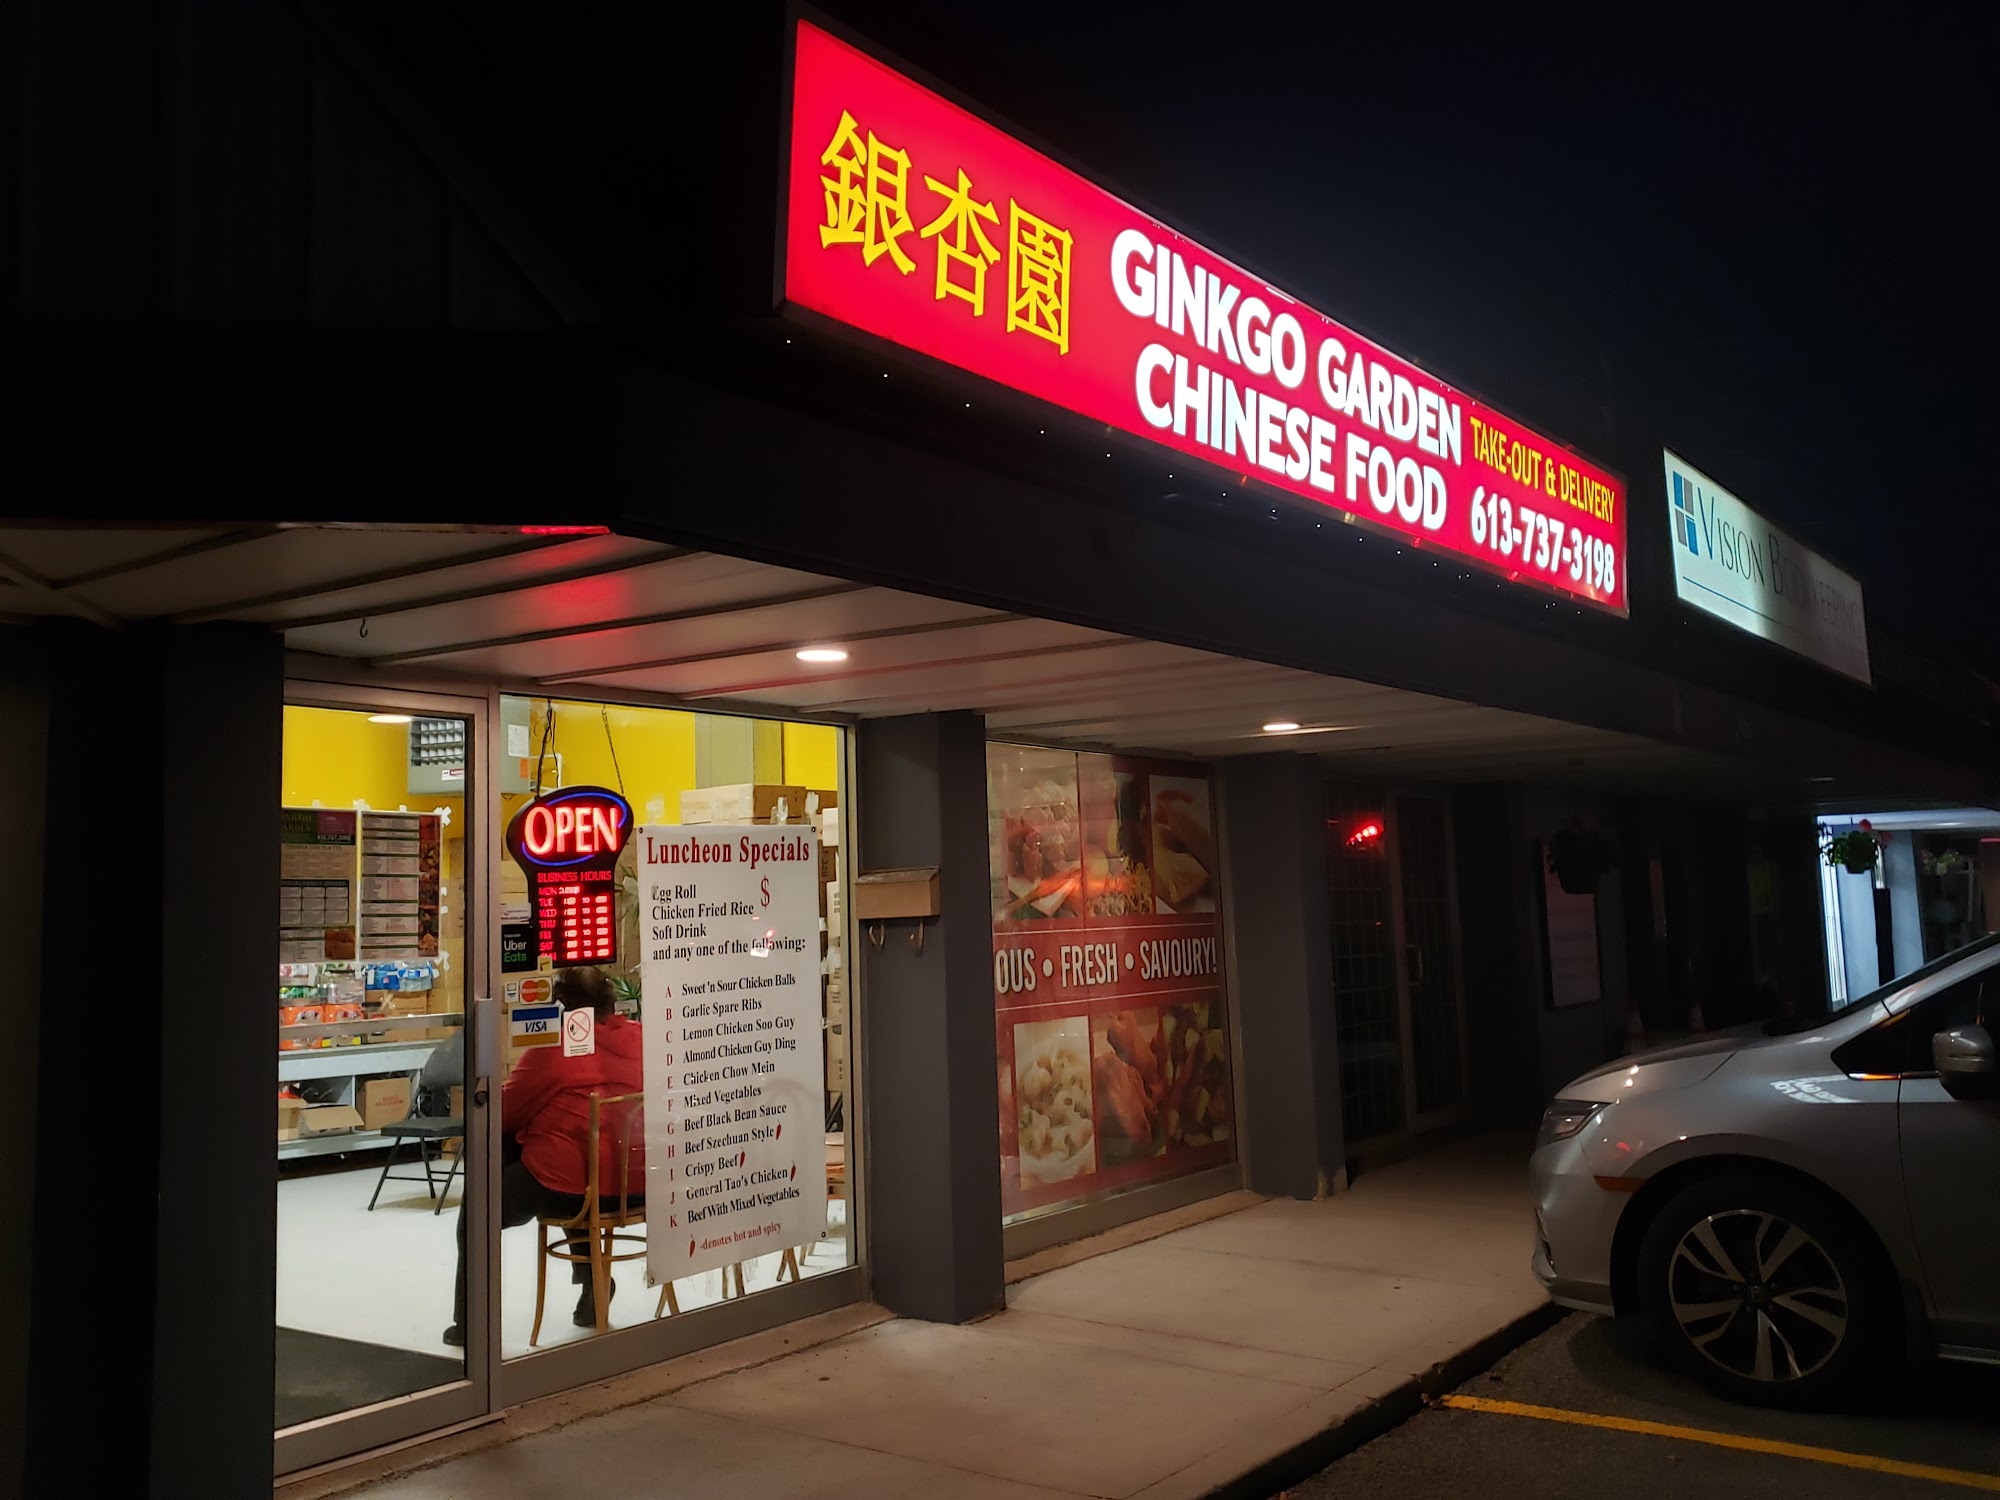 銀杏園
GINKGO GARDEN
CHINESE FOOD
TAKE-OUT & DELIVERY
613-737-3198
VISION BOOKKEEPING
OPEN
BUSINESS HOURS
MON
TUE
WED
THU
FRI
SAT
Uber
Eats
MasterCard
VISA
Luncheon Specials
Egg Roll
Chicken Fried Rice
$
Soft Drink
and any one of the following:
A Sweet 'n Sour Chicken Balls
B Garlic Spare Ribs
C Lemon Chicken Soo Guy
D Almond Chicken Guy Ding
E Chicken Chow Mein
F Mixed Vegetables
G Beef Black Bean Sauce
H Beef Szechuan Style
I Crispy Beef
J General Tao's Chicken
K Beef With Mixed Vegetables
-denotes hot and spicy
OUS • FRESH • SAVOURY!